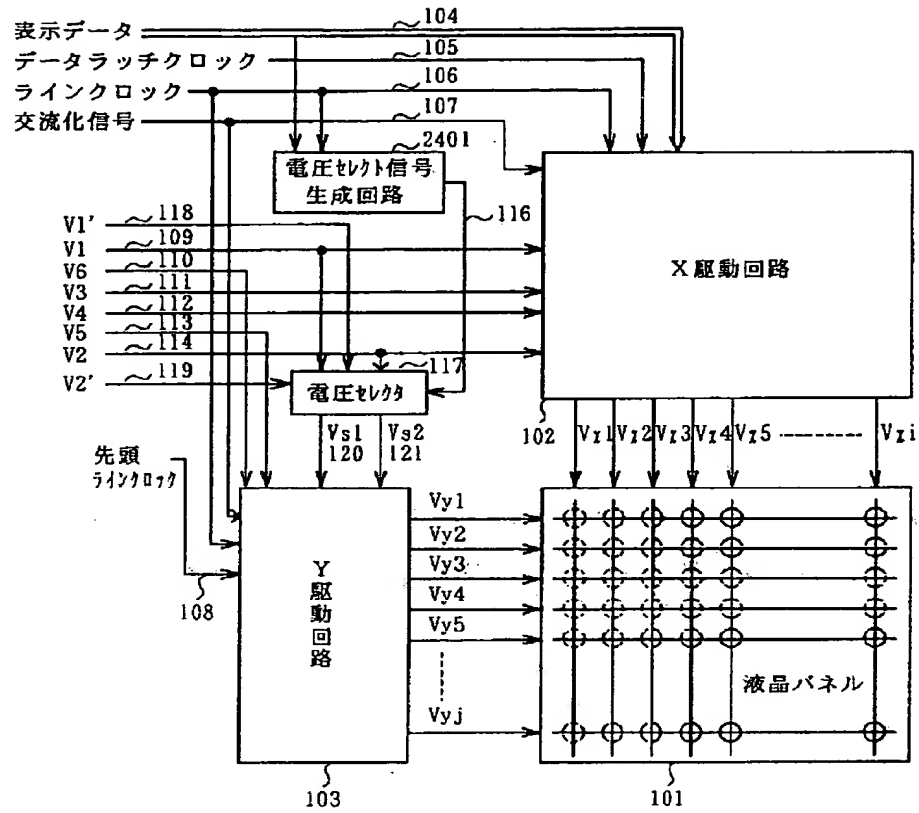 表示データ
104
データラッチクロック
105
ラインクロック
106
交流化信号
107
2401
電圧セレクト信号
生成回路
116
V1'
118
V1
109
V6
110
V3
111
V4
112
V5
113
V2
114
V2'
119
X駆動回路
117
電圧セレクタ
102
Vs1
120
Vs2
121
Vx1
Vx2
Vx3
Vx4
Vx5
Vxi
先頭
ラインクロック
108
Y駆動回路
103
Vy1
Vy2
Vy3
Vy4
Vy5
Vyj
液晶パネル
101